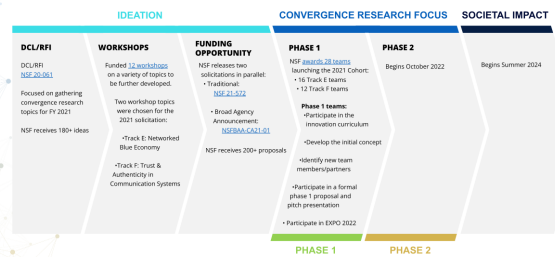 IDEATION
CONVERGENCE RESEARCH FOCUS
SOCIETAL IMPACT
DCL/RFI
DCL/RFI
NSF 20-061
Focused on gathering
convergence research
topics for FY 2021
NSF receives 180+ ideas
WORKSHOPS
Funded 12 workshops
on a variety of topics to
be further developed.
Two workshop topics
were chosen for the
2021 solicitation:
•Track E: Networked
Blue Economy
•Track F: Trust &
Authenticity in
Communication Systems
FUNDING
OPPORTUNITY
NSF releases two
solicitations in parallel:
• Traditional:
NSF 21-572
• Broad Agency
Announcement:
NSFBAA-CA21-01
NSF receives 200+ proposals
PHASE 1
NSF awards 28 teams
launching the 2021 Cohort:
• 16 Track E teams
• 12 Track F teams
Phase 1 teams:
•Participate in the
innovation curriculum
•Develop the initial concept
•Identify new team
members/partners
•Participate in a formal
phase 1 proposal and
pitch presentation
• Participate in EXPO 2022
PHASE 2
Begins October 2022
Begins Summer 2024
PHASE 1
PHASE 2